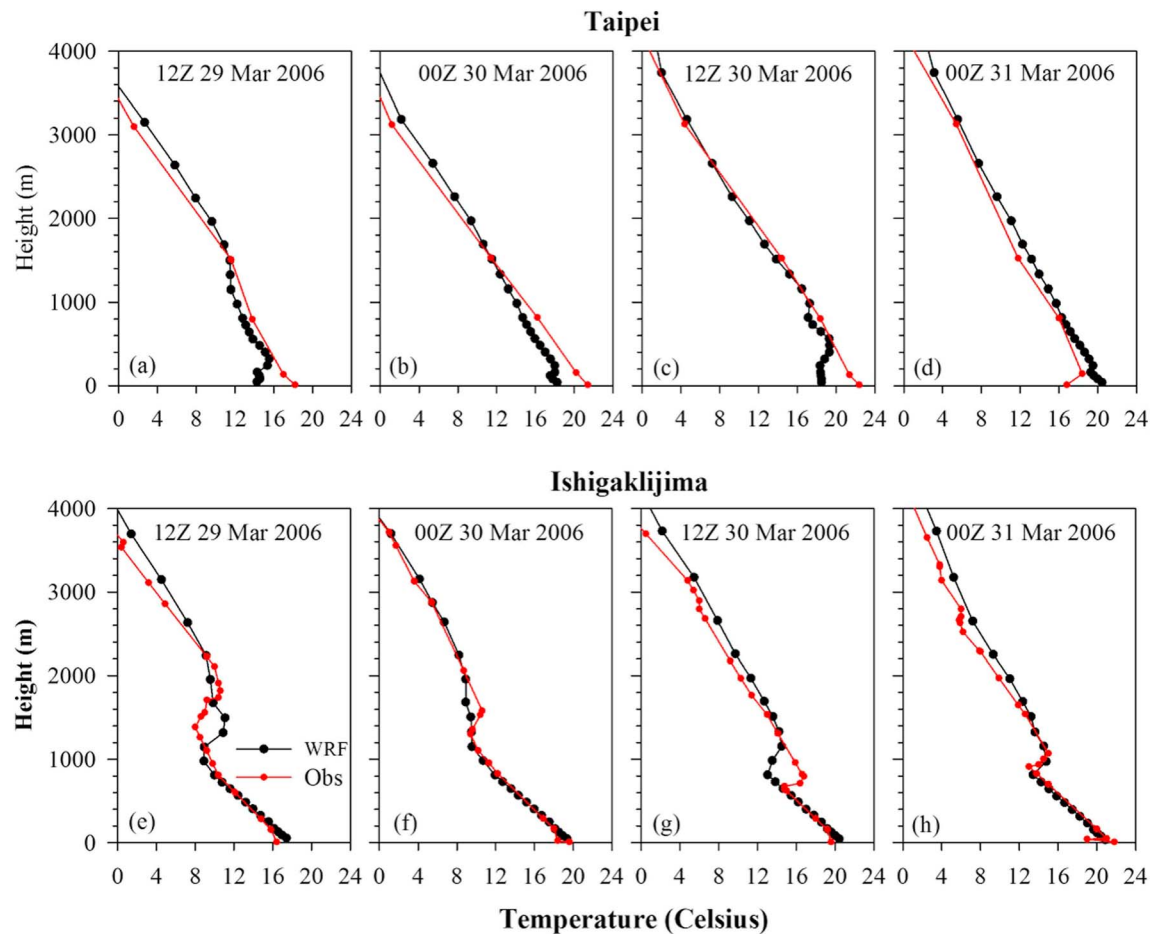 Taipei
12Z 29 Mar 2006 00Z 30 Mar 2006 12Z 30 Mar 2006 00Z 31 Mar 2006
4000
3000
2000
1000
0
Height (m)
(a) (b) (c) (d)
0 4 8 12 16 20 24 0 4 8 12 16 20 24 0 4 8 12 16 20 24 0 4 8 12 16 20 24
Ishigaklijima
12Z 29 Mar 2006 00Z 30 Mar 2006 12Z 30 Mar 2006 00Z 31 Mar 2006
4000
3000
2000
1000
0
Height (m)
WRF
Obs
(e) (f) (g) (h)
0 4 8 12 16 20 24 0 4 8 12 16 20 24 0 4 8 12 16 20 24 0 4 8 12 16 20 24
Temperature (Celsius)